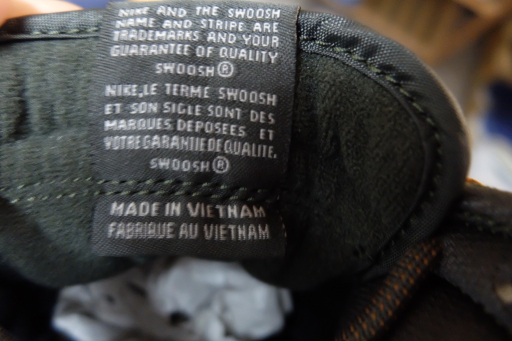 NIKE AND THE SWOOSH
NAME AND STRIPE ARE
TRADEMARKS AND YOUR
GUARANTEE OF QUALITY
SWOOSH®
NIKE,LE TERME SWOOSH
ET SON SIGLE SONT DES
MARQUES DEPOSEES ET
VOTRE GARANTIE DE QUALITE.
SWOOSH®
MADE IN VIETNAM
FABRIQUE AU VIETNAM